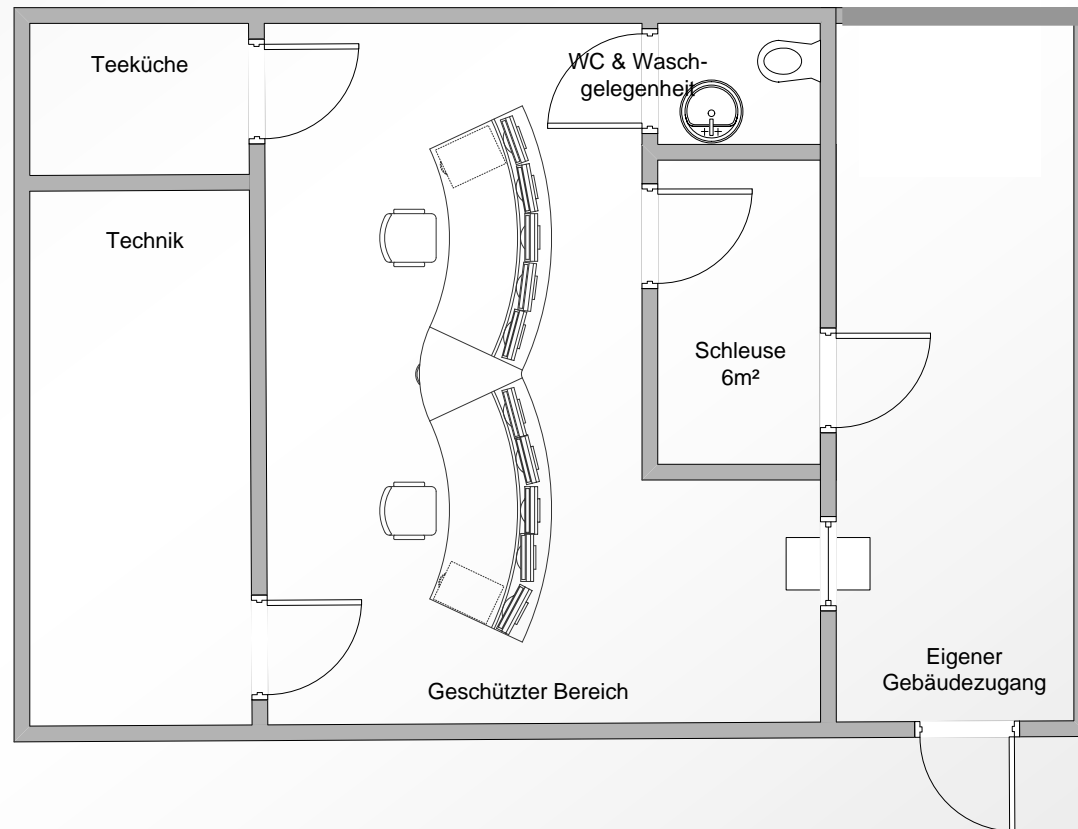 Teeküche
WC & Wasch-
gelegenheit
Technik
Schleuse
6m²
Eigener
Gebäudezugang
Geschützter Bereich